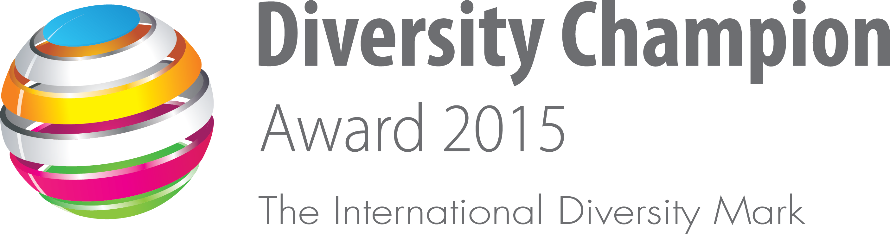 Diversity Champion
Award 2015
The International Diversity Mark